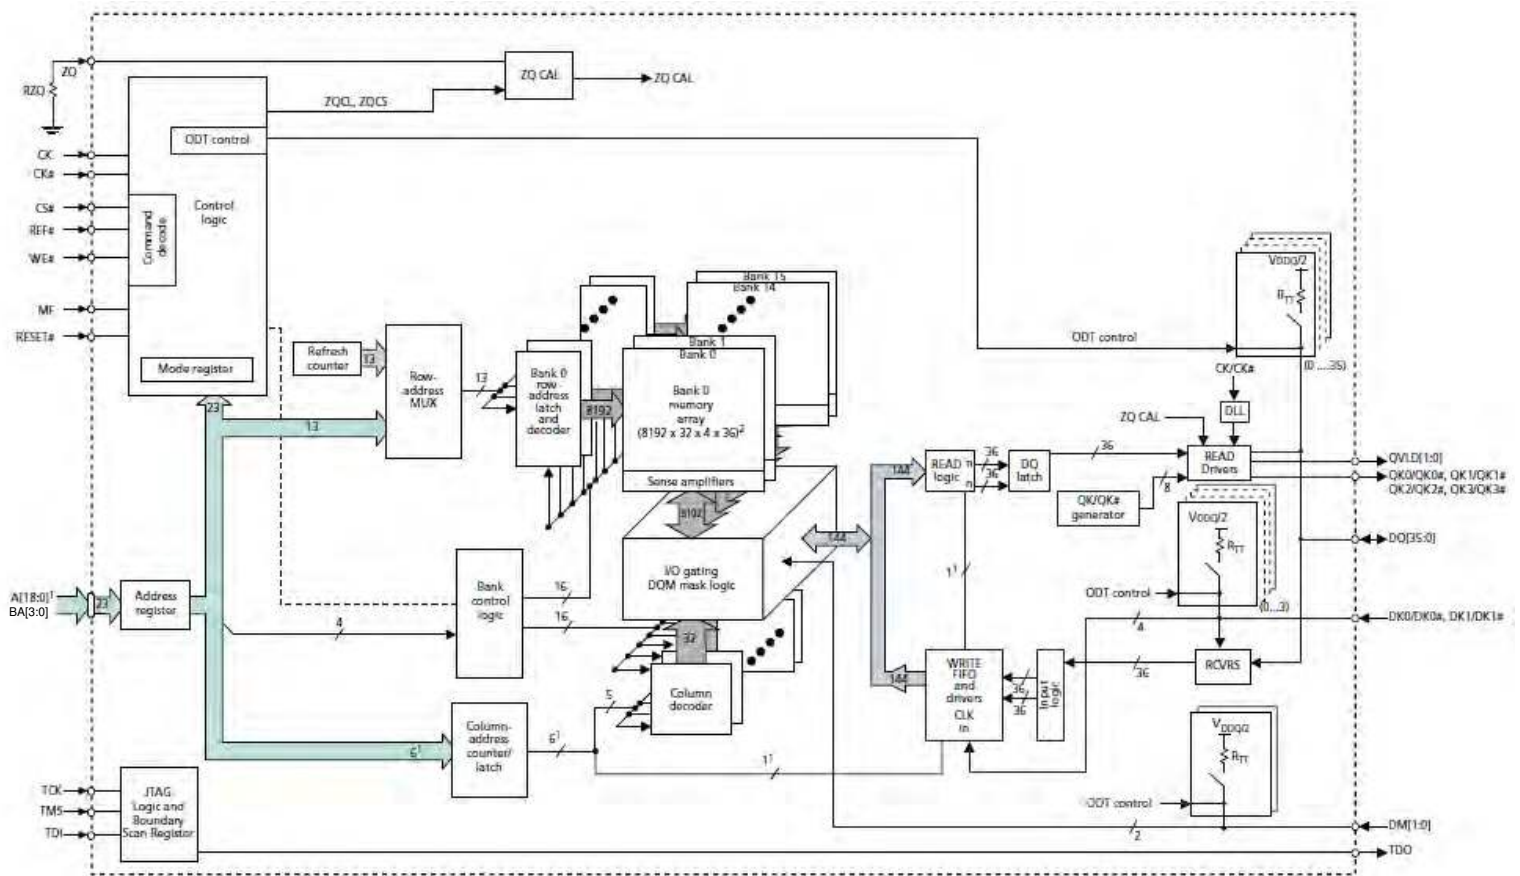 ZQ
RZQ
ZQ CAL
ZQ CAL
ZQCL, ZQCS
ODT control
CK
CK#
CS#
REF#
WE#
MF
RESET#
Command
decode
Control
logic
Mode register
23
Refresh
counter
13
Row-
address
MUX
13
13
Bank 0
row-
address
latch
and
decoder
8192
Bank 15
Bank 14
Bank 1
Bank 0
Bank 0
memory
array
(8192 x 32 x 4 x 36)²
Sense amplifiers
8192
I/O gating
DQM mask logic
VDDQ/2
RTT
ODT control
(0 ....35)
CK/CK#
DLL
ZQ CAL
READ
Drivers
144
READ
logic
n
n
36
36
DQ
latch
36
QK/QK#
generator
8
QVLD[1:0]
QK0/QK0#, QK1/QK1#
QK2/QK2#, QK3/QK3#
VDDQ/2
RTT
DQ[35:0]
144
1¹
ODT control
(0...3)
A[18:0]¹
BA[3:0]
23
Address
register
Bank
control
logic
16
16
4
4
DK0/DK0#, DK1/DK1#
32
Column
decoder
5
144
WRITE
FIFO
and
drivers
CLK
in
36
36
Input
logic
36
RCVRS
Column-
address
counter/
latch
6¹
6¹
1¹
VDDQ/2
RTT
ODT control
TCK
TMS
TDI
JTAG
Logic and
Boundary
Scan Register
2
DM[1:0]
TDO